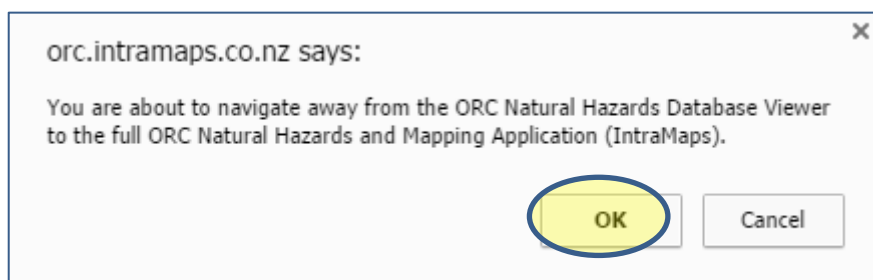 orc.intramaps.co.nz says:
You are about to navigate away from the ORC Natural Hazards Database Viewer
to the full ORC Natural Hazards and Mapping Application (IntraMaps).
OK Cancel